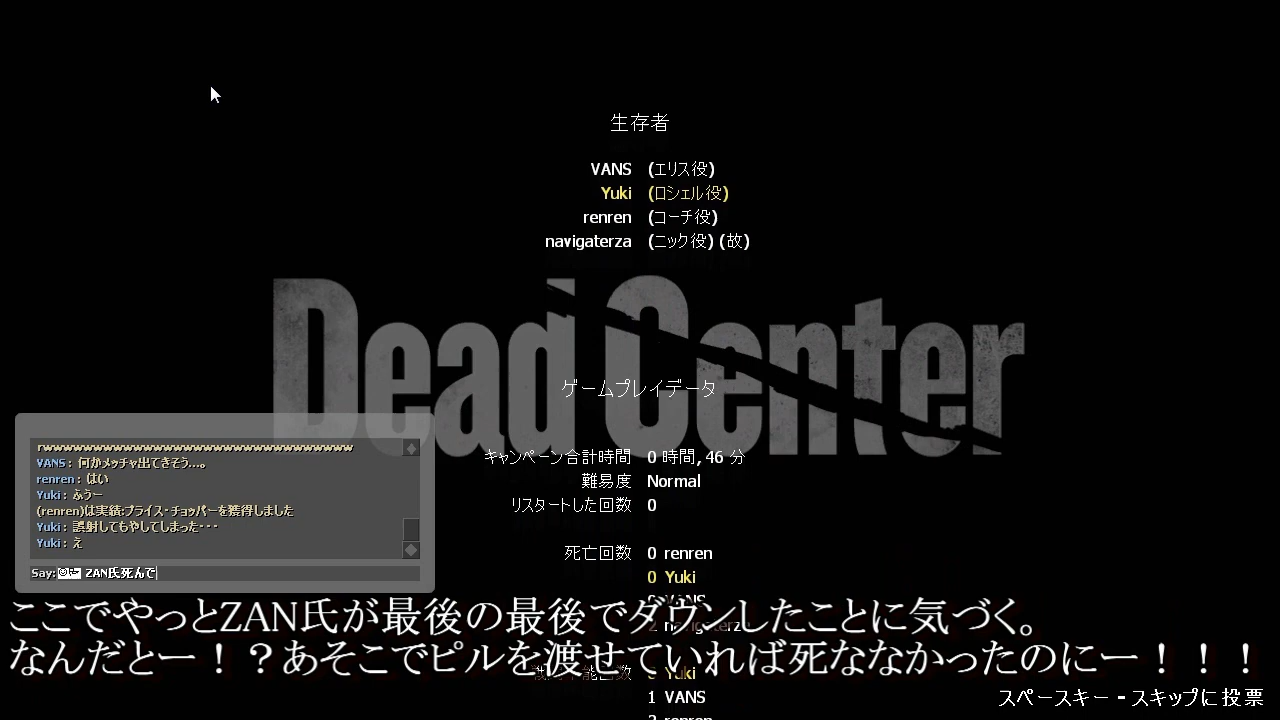 生存者
VANS (エリス役)
Yuki (ロシェル役)
renren (コーチ役)
navigaterza (ニック役) (故)
Dead Center
ゲームプレイデータ
キャンペーン合計時間 0 時間, 46 分
難易度 Normal
リスタートした回数 0
死亡回数 0 renren
0 Yuki
VANS
2 navigaterza
Yuki
1 VANS
renren
rwwwwwwwwwwwwwwwwwwwwwwwwwwwwwwwwwwwwwww
VANS : 何かメッチャ出てきそう...。
renren : はい
Yuki : ふうー
(renren)は実績:プライス・チョッパーを獲得しました
Yuki : 誤射してもやしてしまった・・・
Yuki : え
Say: ZAN氏死んで
ここでやっとZAN氏が最後の最後でダウンしたことに気づく。
なんだとー！？あそこでピルを渡せていれば死ななかったのにー！！！
スペースキー - スキップに投票